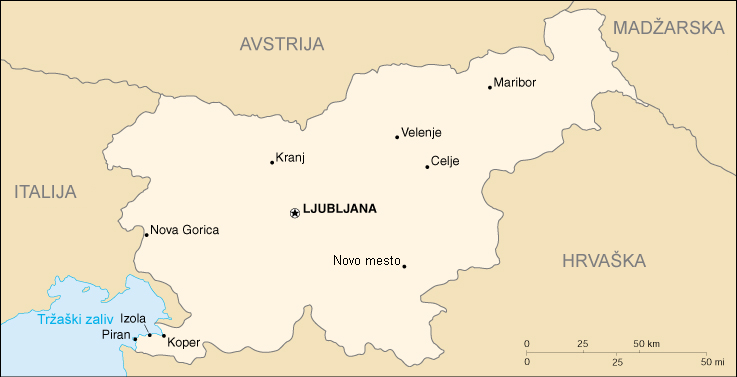 MADŽARSKA
AVSTRIJA
Maribor
Velenje
Kranj
Celje
ITALIJA
LJUBLJANA
Nova Gorica
Novo mesto
HRVAŠKA
Tržaški zaliv
Izola
Piran
Koper
0 25 50 km
0 25 50 mi